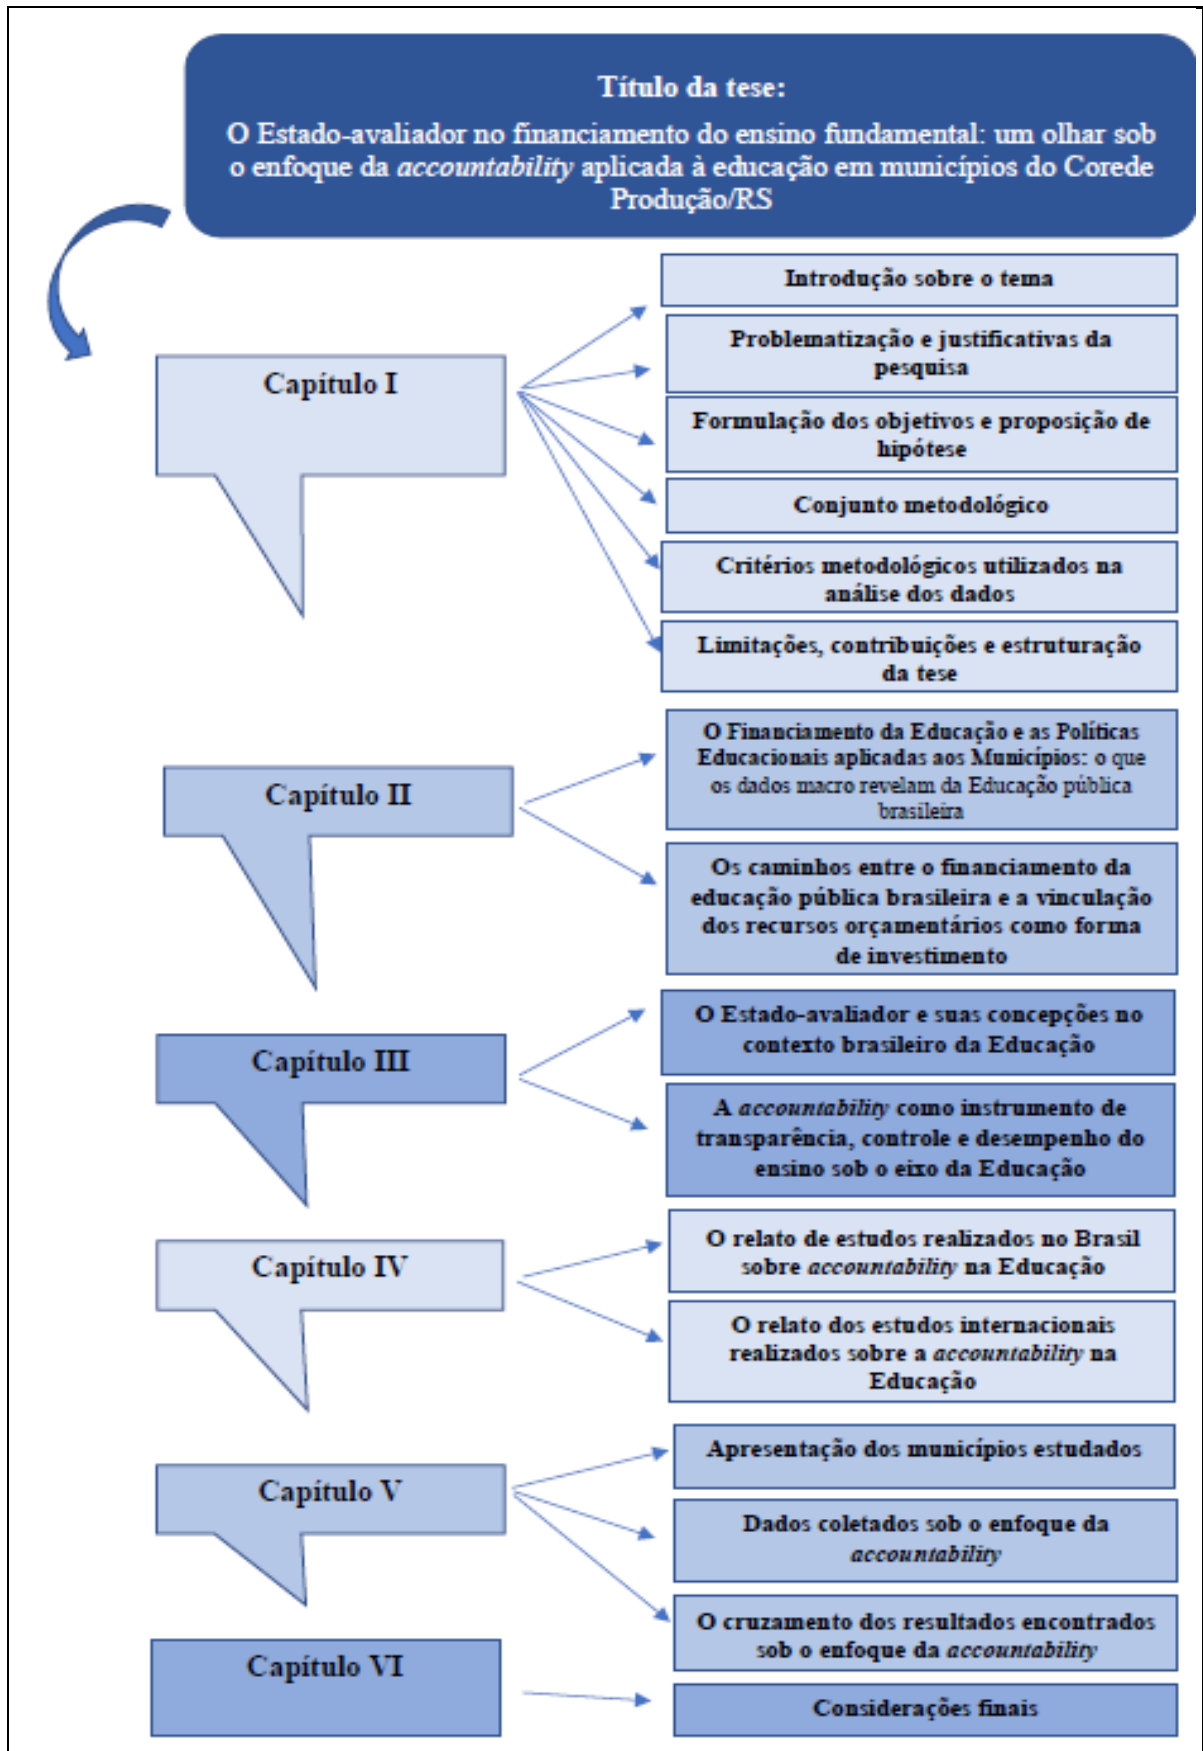 Título da tese:
O Estado-avaliador no financiamento do ensino fundamental: um olhar sob
o enfoque da accountability aplicada à educação em municípios do Corede
Produção/RS
Capítulo I
Introdução sobre o tema
Problematização e justificativas da
pesquisa
Formulação dos objetivos e proposição de
hipótese
Conjunto metodológico
Critérios metodológicos utilizados na
análise dos dados
Limitações, contribuições e estruturação
da tese
Capítulo II
O Financiamento da Educação e as Políticas
Educacionais aplicadas aos Municípios: o que
os dados macro revelam da Educação pública
brasileira
Os caminhos entre o financiamento da
educação pública brasileira e a vinculação
dos recursos orçamentários como forma
de investimento
Capítulo III
O Estado-avaliador e suas concepções no
contexto brasileiro da Educação
A accountability como instrumento de
transparência, controle e desempenho do
ensino sob o eixo da Educação
Capítulo IV
O relato de estudos realizados no Brasil
sobre accountability na Educação
O relato dos estudos internacionais
realizados sobre a accountability na
Educação
Capítulo V
Apresentação dos municípios estudados
Dados coletados sob o enfoque da
accountability
O cruzamento dos resultados encontrados
sob o enfoque da accountability
Capítulo VI
Considerações finais